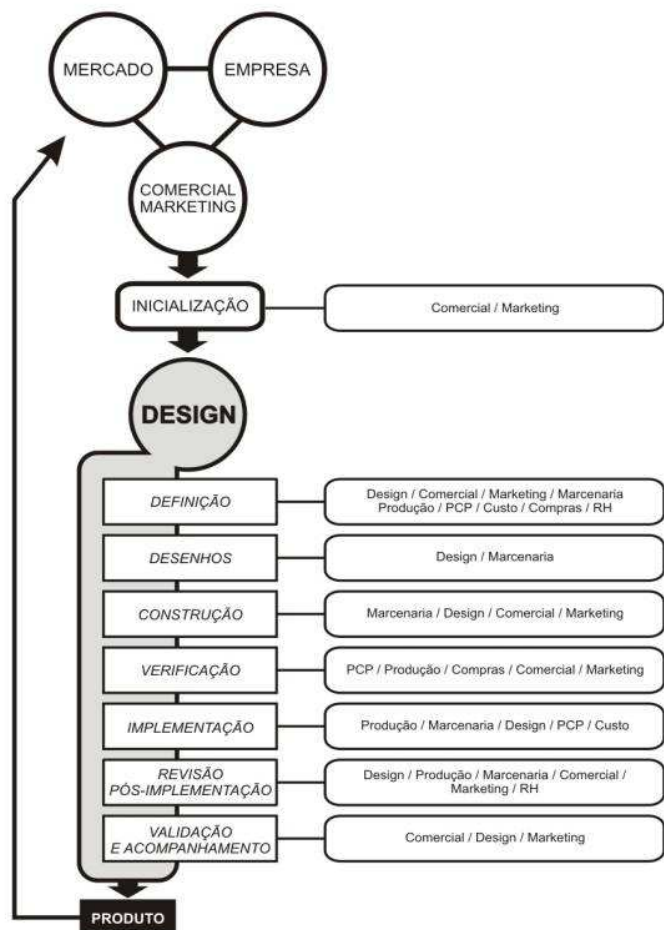 MERCADO
EMPRESA
COMERCIAL
MARKETING
INICIALIZAÇÃO
Comercial / Marketing
DESIGN
DEFINIÇÃO
Design / Comercial / Marketing / Marcenaria
Produção / PCP / Custo / Compras / RH
DESENHOS
Design / Marcenaria
CONSTRUÇÃO
Marcenaria / Design / Comercial / Marketing
VERIFICAÇÃO
PCP / Produção / Compras / Comercial / Marketing
IMPLEMENTAÇÃO
Produção / Marcenaria / Design / PCP / Custo
REVISÃO
PÓS-IMPLEMENTAÇÃO
Design / Produção / Marcenaria / Comercial /
Marketing / RH
VALIDAÇÃO
E ACOMPANHAMENTO
Comercial / Design / Marketing
PRODUTO